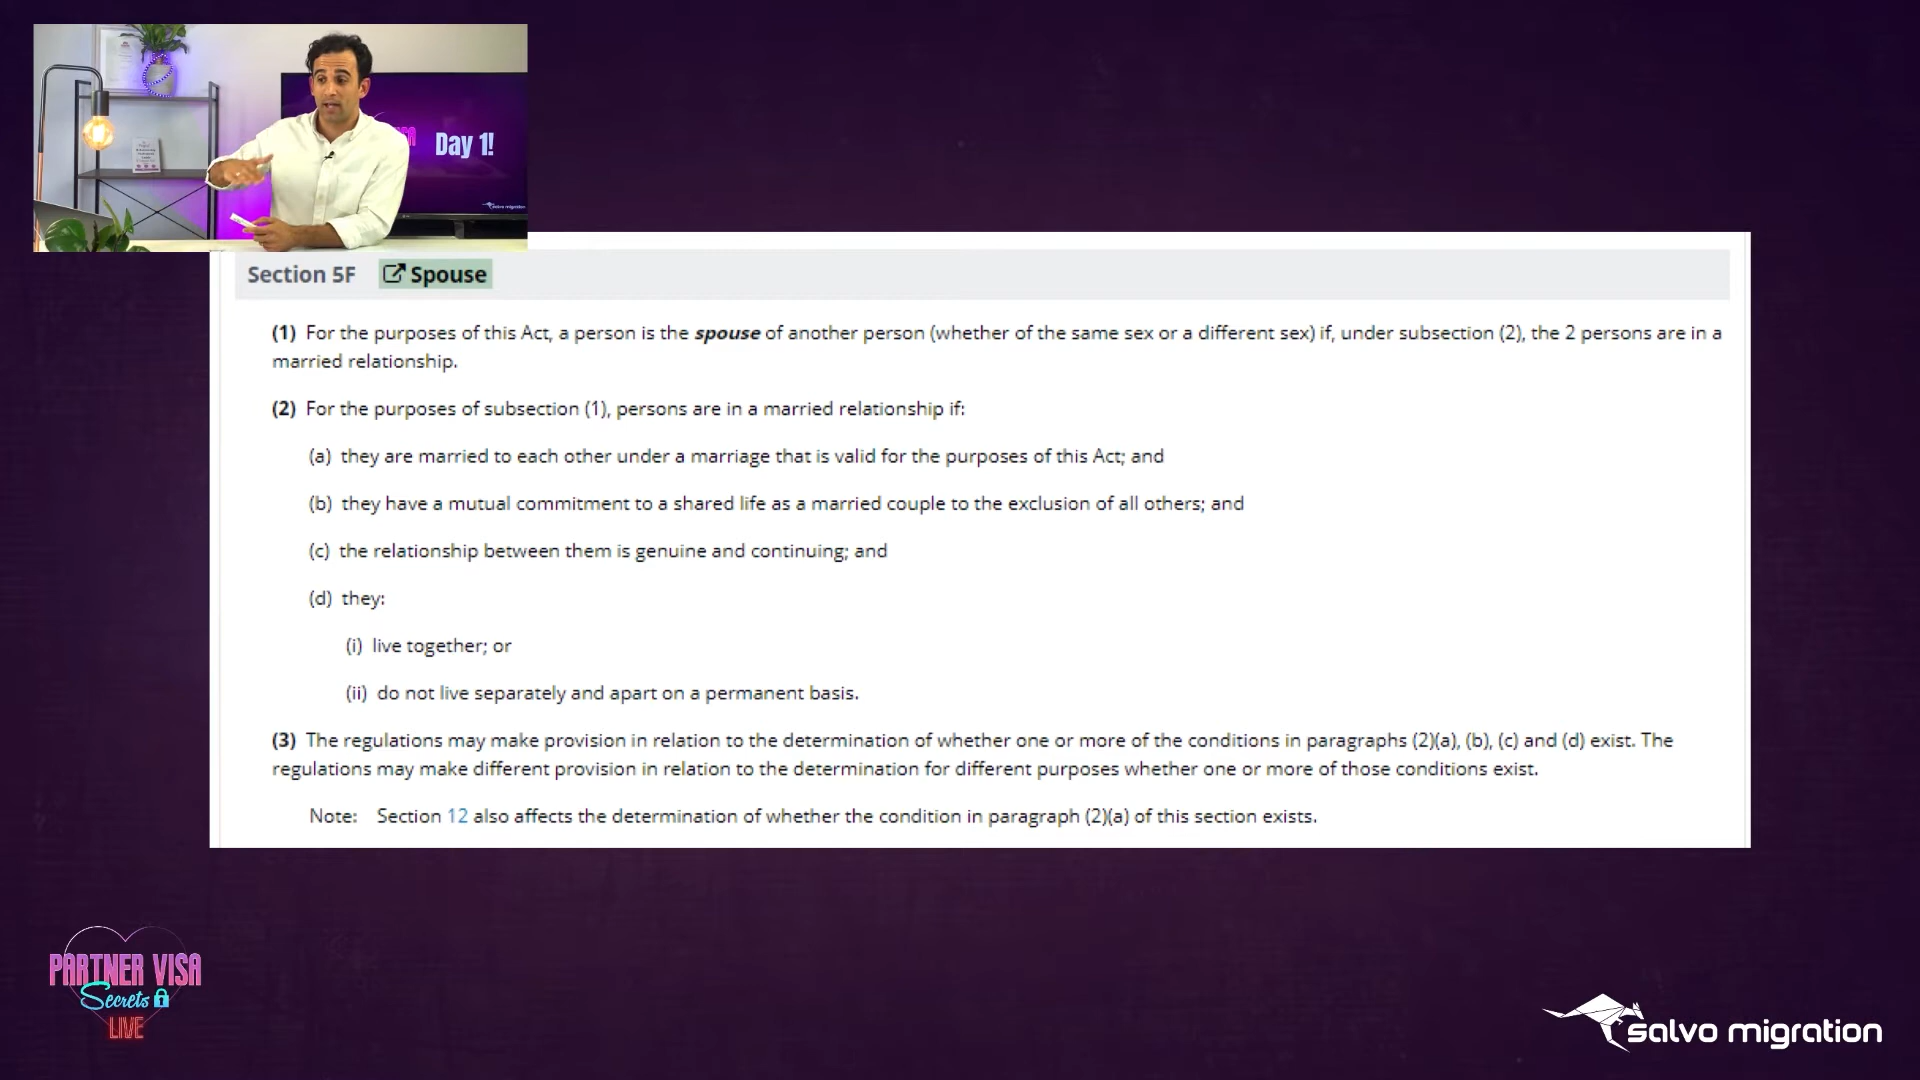 Day 1!
salvo migration
Section 5F Spouse
(1) For the purposes of this Act, a person is the spouse of another person (whether of the same sex or a different sex) if, under subsection (2), the 2 persons are in a
married relationship.
(2) For the purposes of subsection (1), persons are in a married relationship if:
(a) they are married to each other under a marriage that is valid for the purposes of this Act; and
(b) they have a mutual commitment to a shared life as a married couple to the exclusion of all others; and
(c) the relationship between them is genuine and continuing; and
(d) they:
(i) live together; or
(ii) do not live separately and apart on a permanent basis.
(3) The regulations may make provision in relation to the determination of whether one or more of the conditions in paragraphs (2)(a), (b), (c) and (d) exist. The
regulations may make different provision in relation to the determination for different purposes whether one or more of those conditions exist.
Note: Section 12 also affects the determination of whether the condition in paragraph (2)(a) of this section exists.
PARTNER VISA
Secrets
LIVE
salvo migration